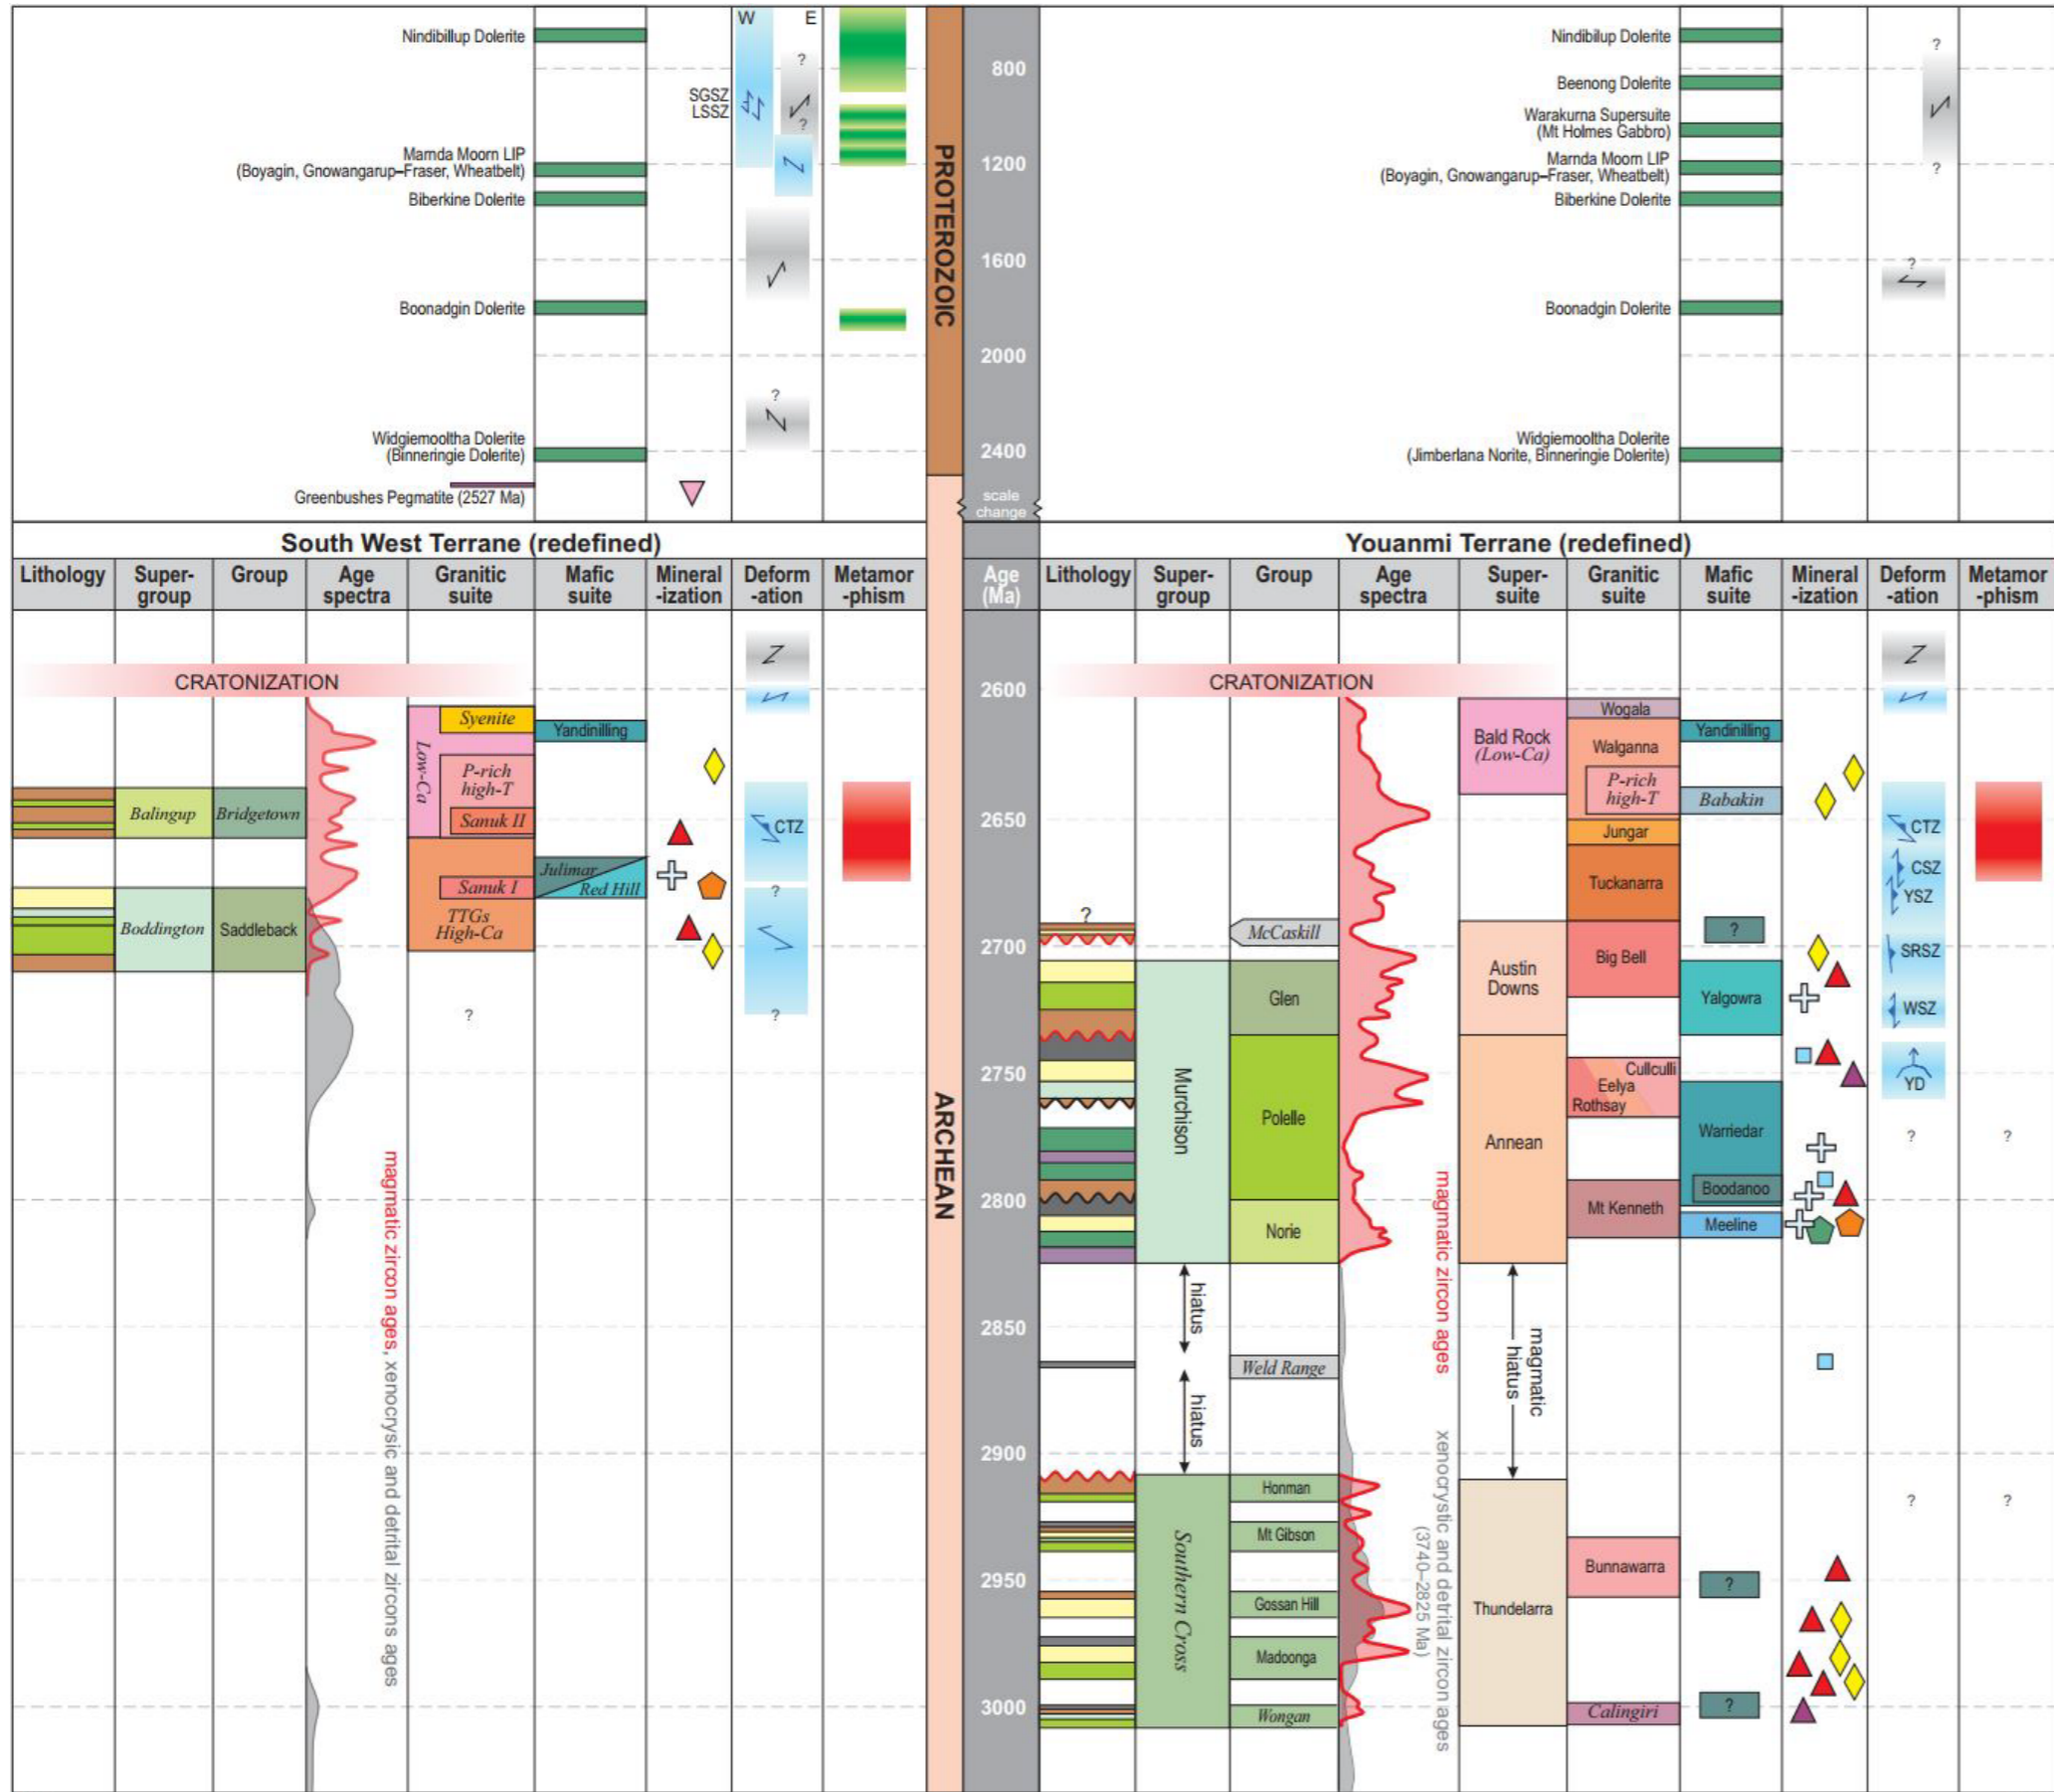 Nindibillup Dolerite
W E
?
SGSZ
LSSZ
?
Marnda Moorn LIP
(Boyagin, Gnowangarup–Fraser, Wheatbelt)
Biberkine Dolerite
Boonadgin Dolerite
?
Widgiemooltha Dolerite
(Binneringie Dolerite)
Greenbushes Pegmatite (2527 Ma)
PROTEROZOIC
ARCHEAN
800
1200
1600
2000
2400
scale
change
Nindibilup Dolerite
Beenong Dolerite
Warakurna Supersuite
(Mt Holmes Gabbro)
Marnda Moorn LIP
(Boyagin, Gnowangarup–Fraser, Wheatbelt)
Biberkine Dolerite
Boonadgin Dolerite
Widgiemooltha Dolerite
(Jimberlana Norite, Binneringie Dolerite)
?
?
?
South West Terrane (redefined)
Lithology
Super-
group
Group
Age
spectra
Granitic
suite
Mafic
suite
Mineral
-ization
Deform
-ation
Metamor
-phism
CRATONIZATION
Balingup
Bridgetown
Boddington
Saddleback
Low-Ca
Syenite
P-rich
high-T
Sanuk II
Sanuk I
TTGs
High-Ca
?
Yandinilling
Julimar
Red Hill
CTZ
?
?
magmatic zircon ages, xenocrysic and detrital zircons ages
Age
(Ma)
2600
2650
2700
2750
2800
2850
2900
2950
3000
Youanmi Terrane (redefined)
Lithology
Super-
group
Group
Age
spectra
Super-
suite
Granitic
suite
Mafic
suite
Mineral
-ization
Deform
-ation
Metamor
-phism
CRATONIZATION
?
Murchison
hiatus
hiatus
Southern Cross
McCaskill
Glen
Polelle
Norie
Weld Range
Honman
Mt Gibson
Gossan Hill
Madoonga
Wongan
magmatic zircon ages
xenocrystic and detrital zircon ages
(3740–2825 Ma)
Bald Rock
(Low-Ca)
Austin
Downs
Annean
magmatic
hiatus
Thundelarra
Wogala
Walganna
P-rich
high-T
Jungar
Tuckanarra
Big Bell
Cullculli
Eelya
Rothsay
Mt Kenneth
Bunnawarra
Calingiri
Yandinilling
Babakin
?
Yalgowra
Warriedar
Boodanoo
Meeline
?
?
CTZ
CSZ
YSZ
SRSZ
WSZ
YD
?
?
?
?